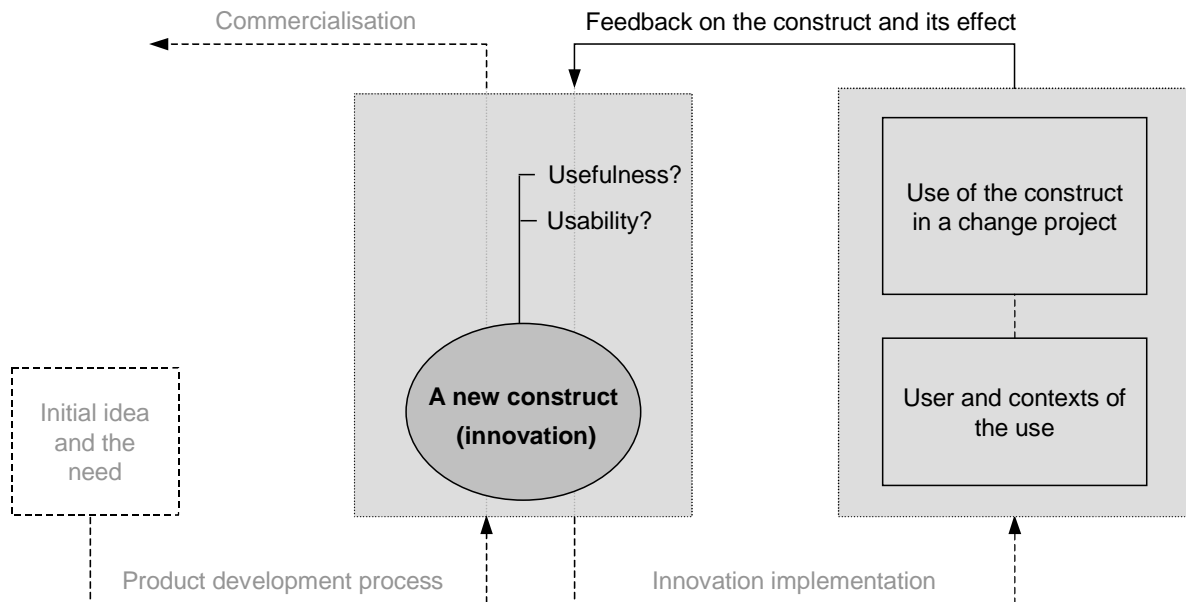 Commercialisation
Feedback on the construct and its effect
Usefulness?
Usability?
Use of the construct
in a change project
A new construct
(innovation)
User and contexts of
the use
Initial idea
and the
need
Product development process
Innovation implementation